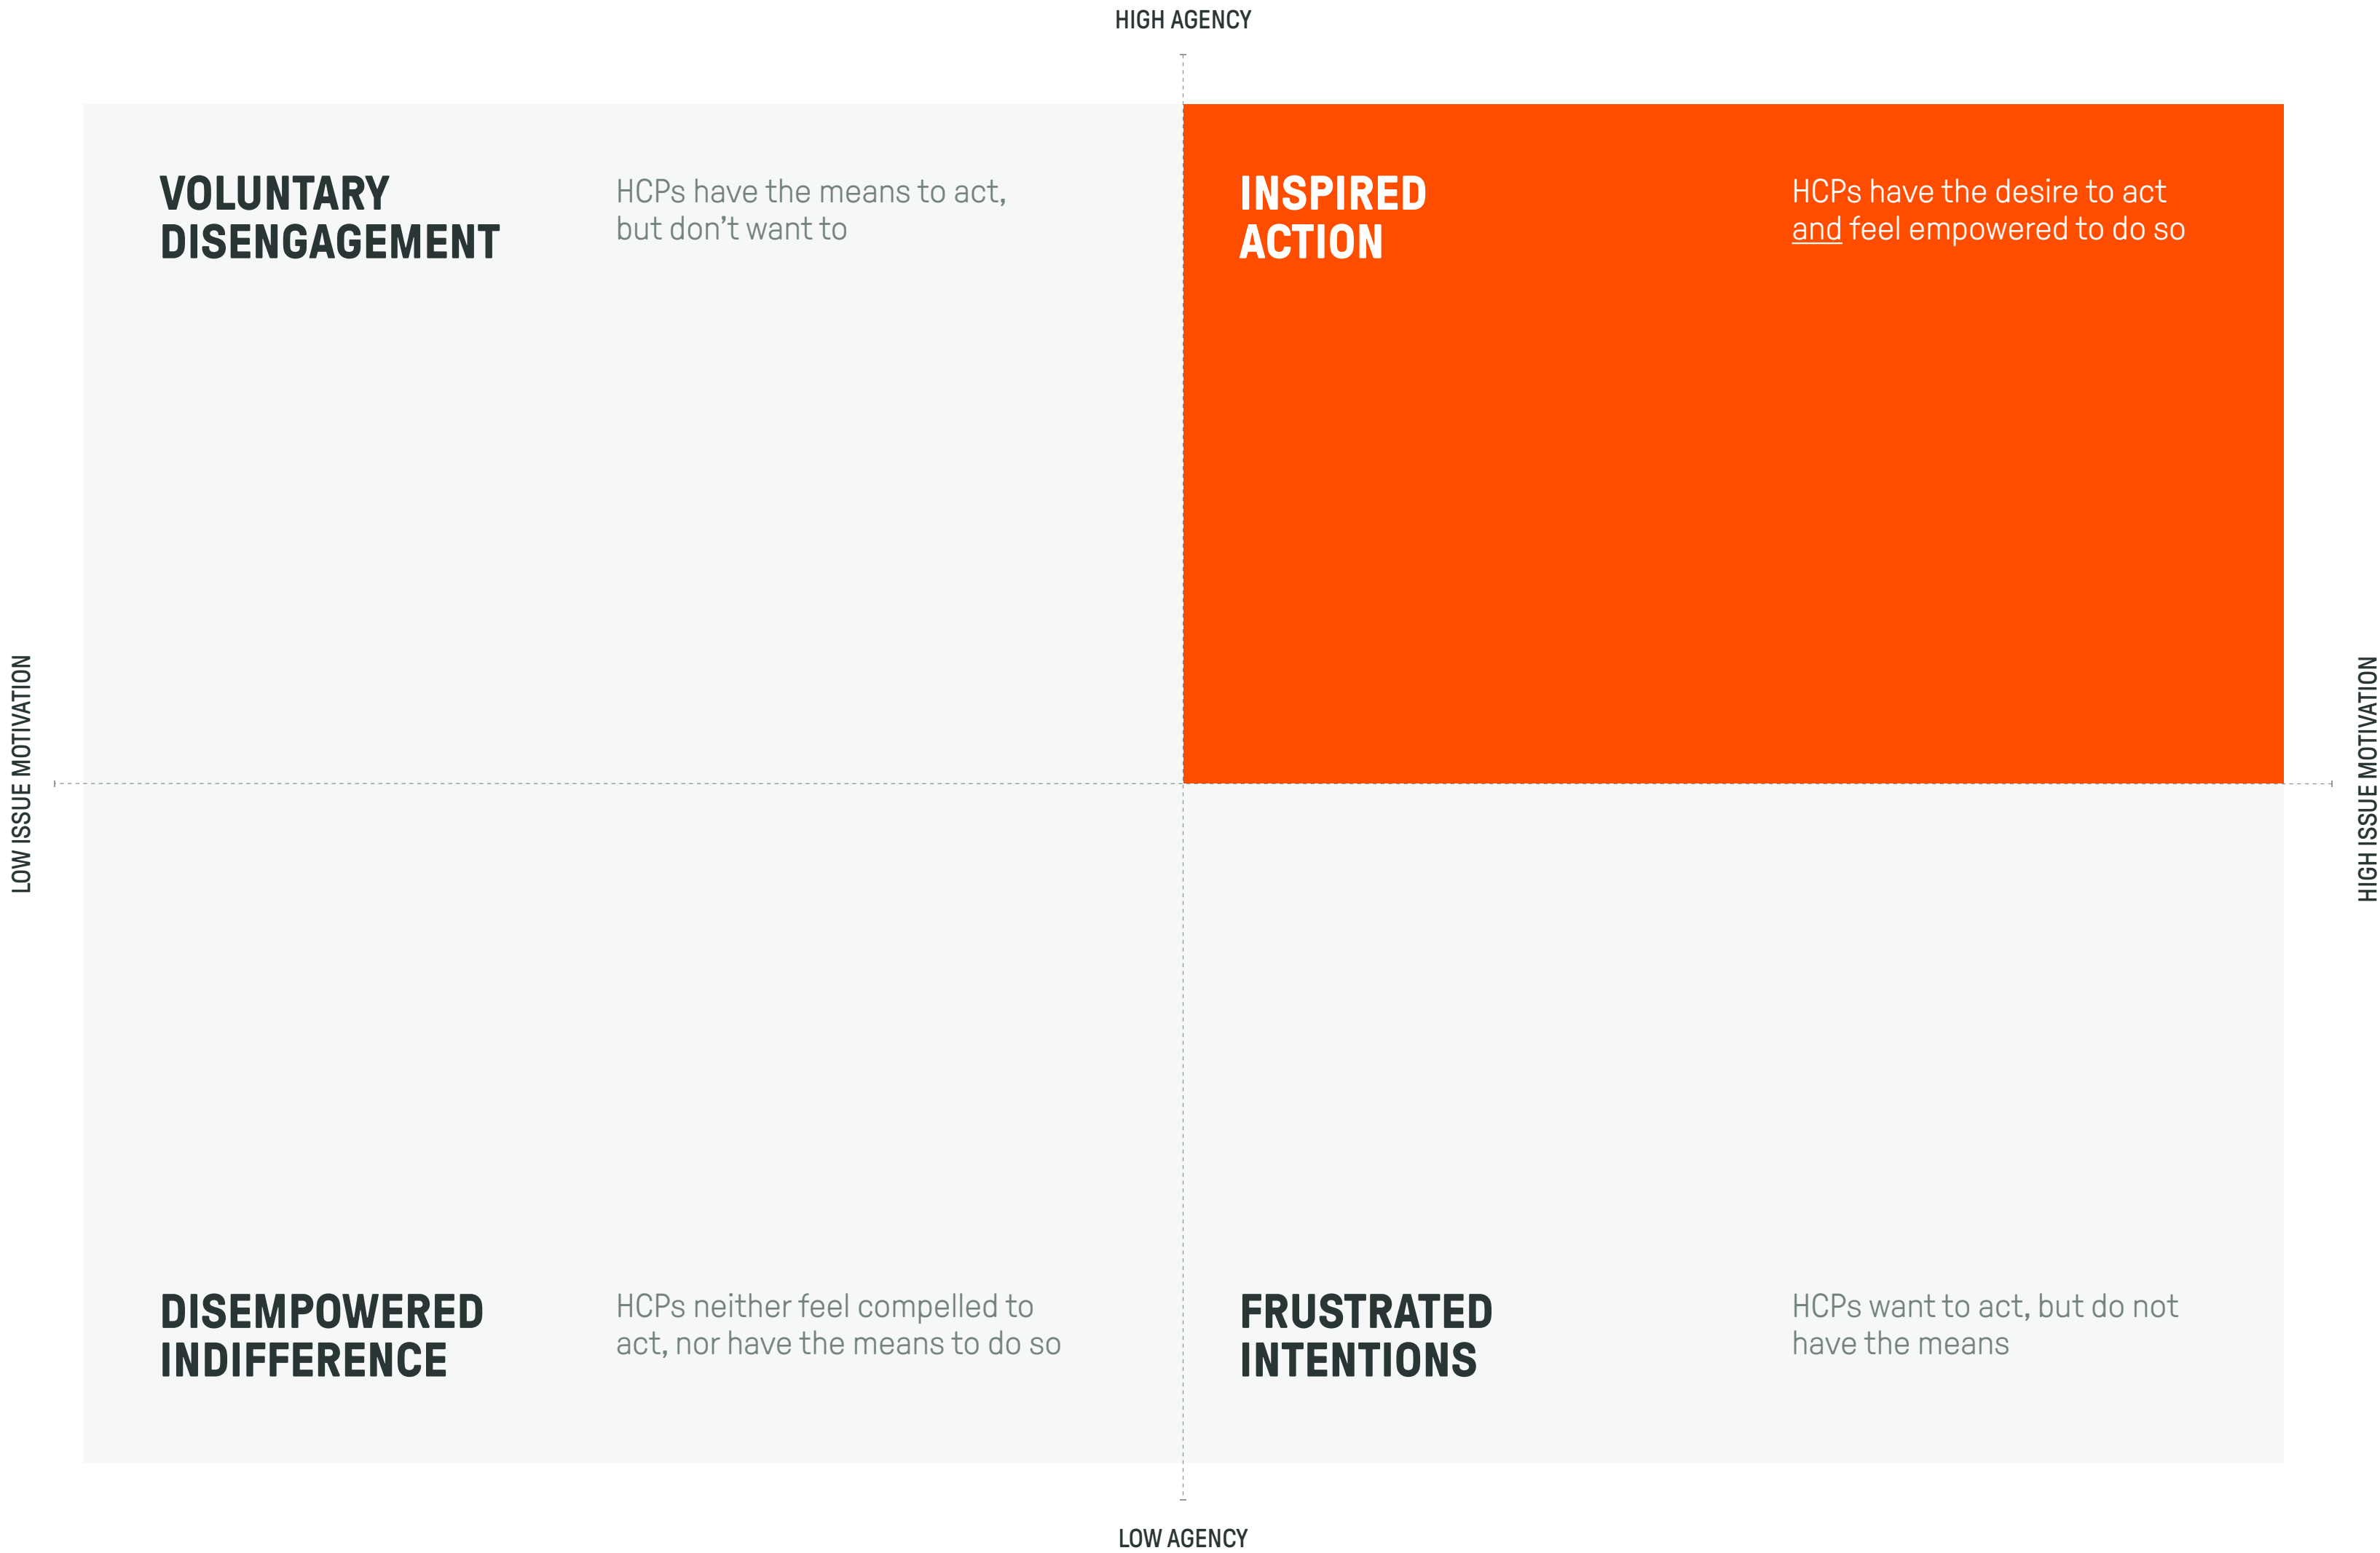 HIGH AGENCY
VOLUNTARY
DISENGAGEMENT
HCPs have the means to act,
but don’t want to
INSPIRED
ACTION
HCPs have the desire to act
and feel empowered to do so
LOW ISSUE MOTIVATION
HIGH ISSUE MOTIVATION
DISEMPOWERED
INDIFFERENCE
HCPs neither feel compelled to
act, nor have the means to do so
FRUSTRATED
INTENTIONS
HCPs want to act, but do not
have the means
LOW AGENCY